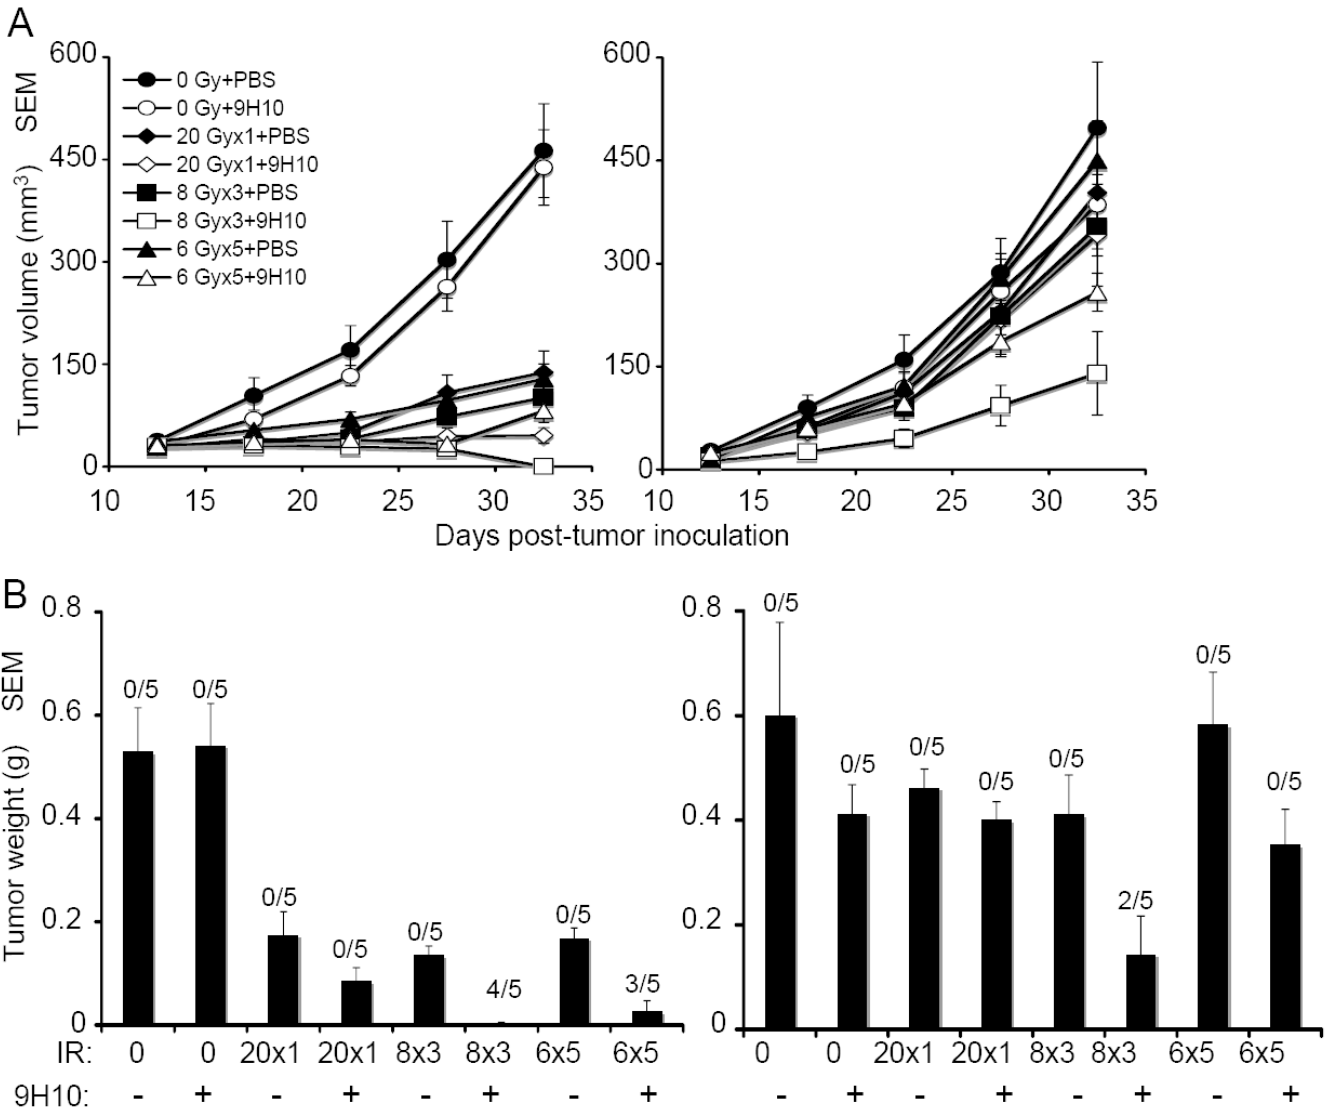 A
600
600
SEM
0 Gy+PBS
0 Gy+9H10
20 Gyx1+PBS
20 Gyx1+9H10
8 Gyx3+PBS
8 Gyx3+9H10
6 Gyx5+PBS
6 Gyx5+9H10
Tumor volume (mm³)
450
450
300
300
150
150
0
0
10 15 20 25 30 35
10 15 20 25 30 35
Days post-tumor inoculation
B
SEM
Tumor weight (g)
0.8
0.6
0.4
0.2
0
0/5 0/5 0/5 0/5 0/5 4/5 0/5 3/5
IR: 0 0 20x1 20x1 8x3 8x3 6x5 6x5
9H10: - + - + - + - +
0.8
0.6
0.4
0.2
0
0/5 0/5 0/5 0/5 0/5 2/5 0/5 0/5
0 0 20x1 20x1 8x3 8x3 6x5 6x5
- + - + - + - +